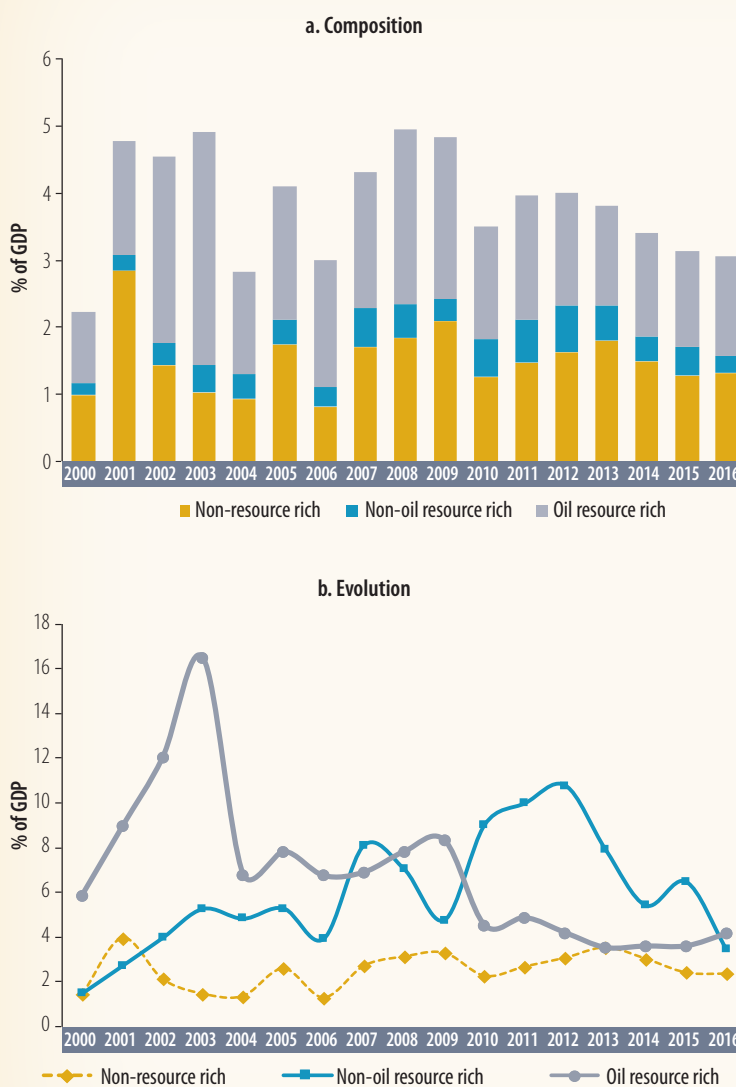 a. Composition
6
5
4
3
2
1
0
% of GDP
2000 2001 2002 2003 2004 2005 2006 2007 2008 2009 2010 2011 2012 2013 2014 2015 2016
Non-resource rich Non-oil resource rich Oil resource rich
b. Evolution
18
16
14
12
10
8
6
4
2
0
% of GDP
2000 2001 2002 2003 2004 2005 2006 2007 2008 2009 2010 2011 2012 2013 2014 2015 2016
Non-resource rich Non-oil resource rich Oil resource rich